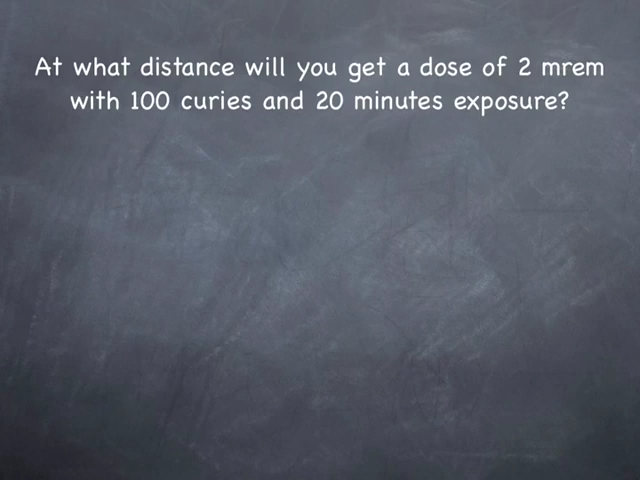 At what distance will you get a dose of 2 mrem
with 100 curies and 20 minutes exposure?